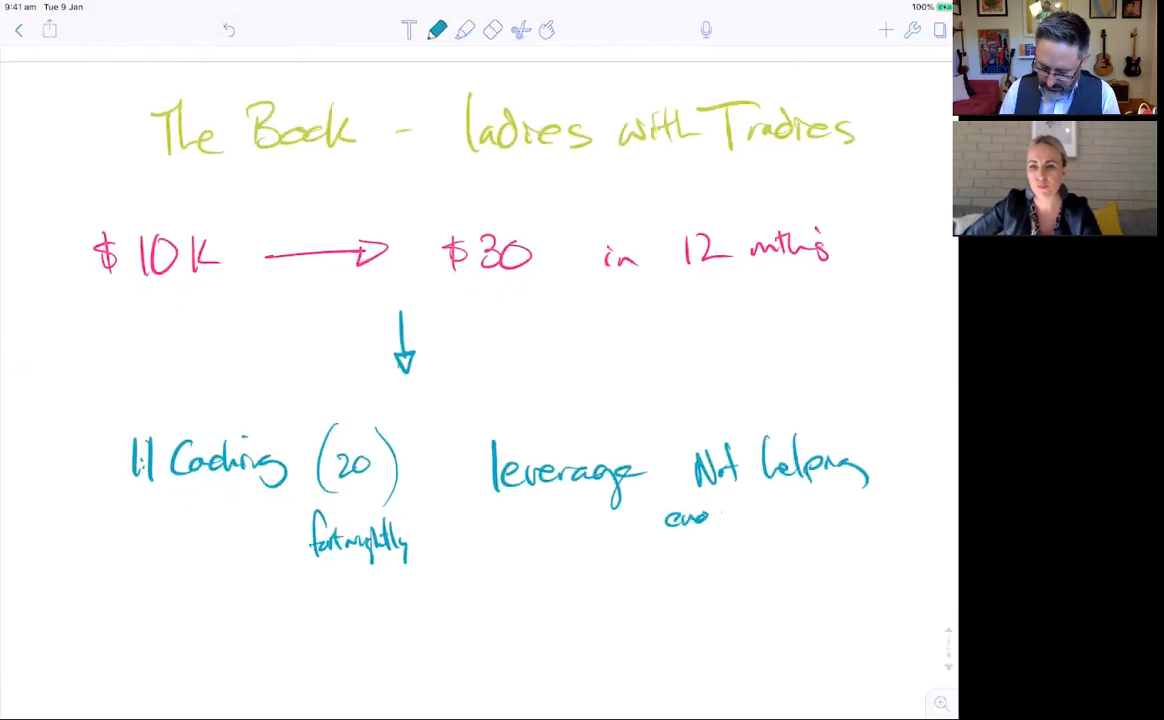 9:41 am Tue 9 Jan
100%
T
OBEY
The Book - ladies with Tradies
$10K → $30 in 12 mths
1:1 Coaching (20) leverage Not helping
fortnightly